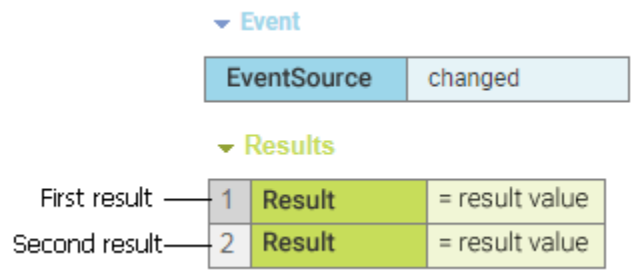 Event
EventSource changed
Results
First result 1 Result = result value
Second result 2 Result = result value